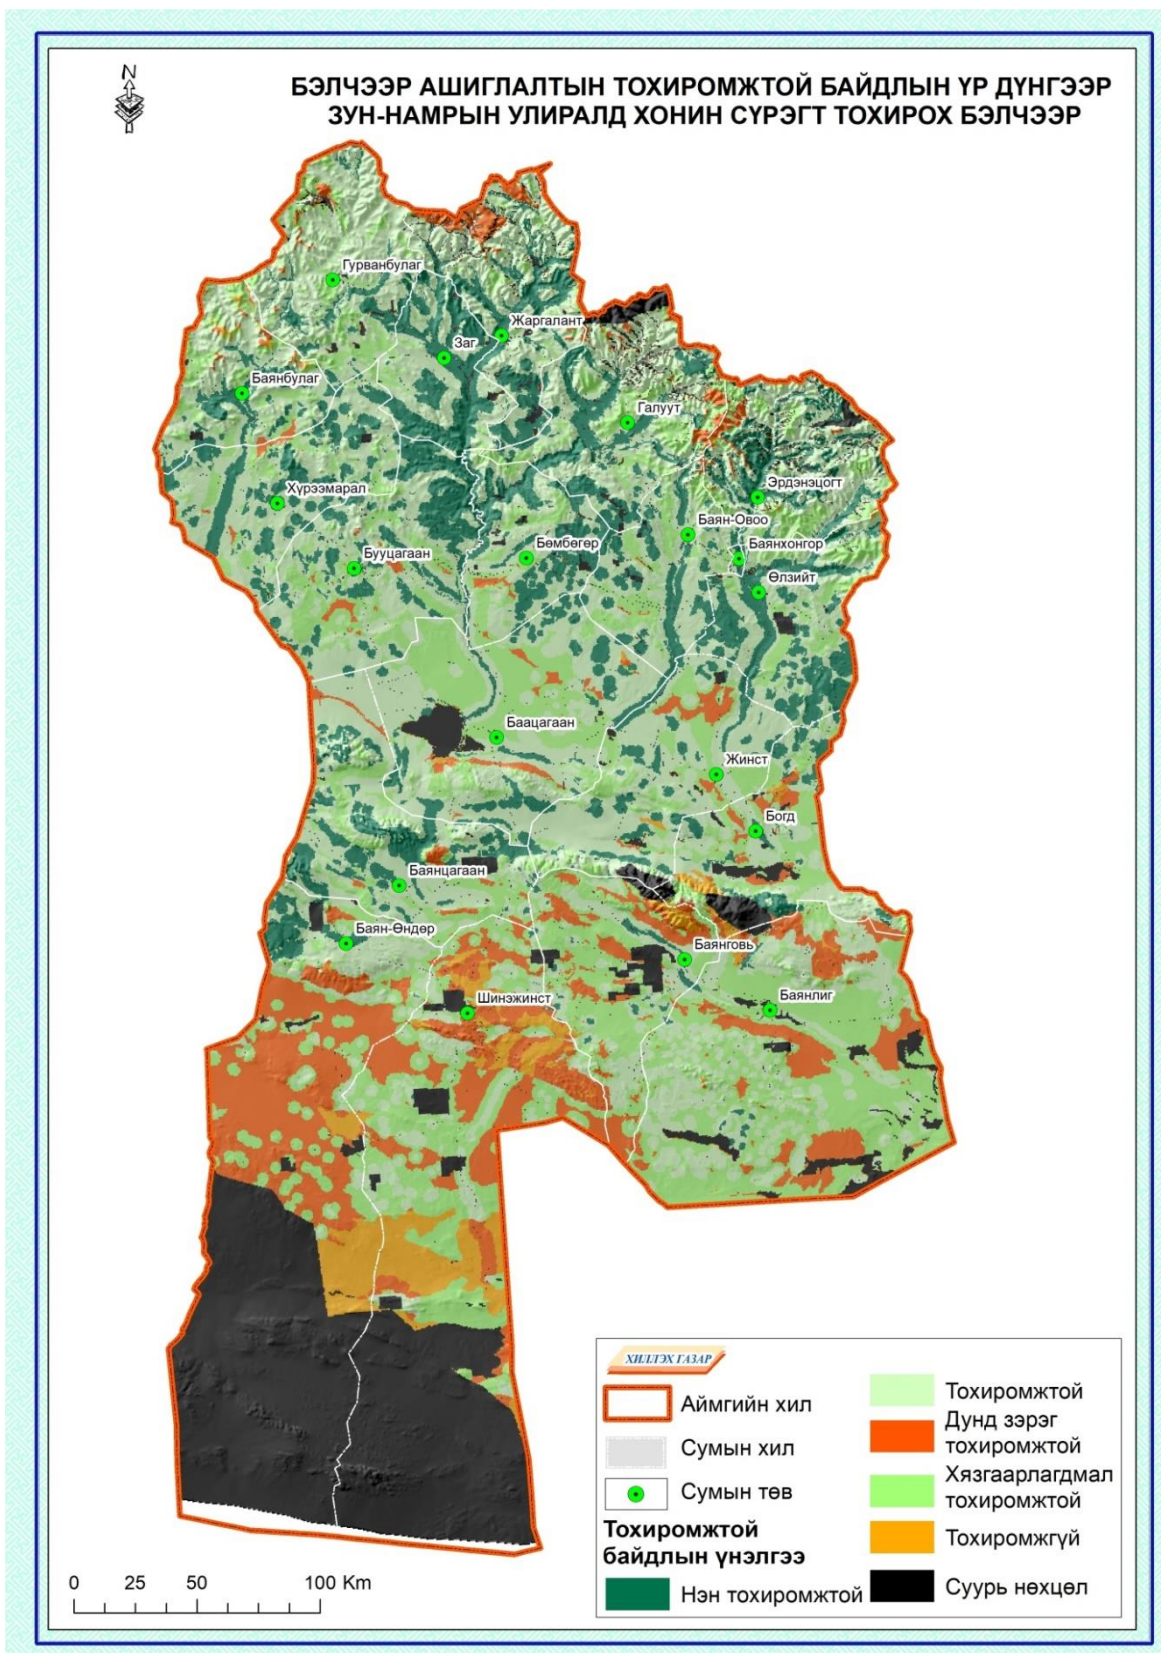 N
БЭЛЧЭЭР АШИГЛАЛТЫН ТОХИРОМЖТОЙ БАЙДЛЫН ҮР ДҮНГЭЭР
ЗУН-НАМРЫН УЛИРАЛД ХОНИН СҮРЭГТ ТОХИРОХ БЭЛЧЭЭР
Гурванбулаг
Жаргалант
Заг
Баянбулаг
Галуут
Эрдэнэцогт
Хүрээмарал
Баян-Овоо
Баянхонгор
Бөмбөгөр
Бууцагаан
Өлзийт
Баацагаан
Жинст
Богд
Баянцагаан
Баян-Өндөр
Баянговь
Баянлиг
Шинэжинст
ХИЛЛЭХ ГАЗАР
Аймгийн хил
Сумын хил
Сумын төв
Тохиромжтой
байдлын үнэлгээ
Нэн тохиромжтой
Тохиромжтой
Дунд зэрэг
тохиромжтой
Хязгаарлагдмал
тохиромжтой
Тохиромжгүй
Суурь нөхцөл
0 25 50 100 Km